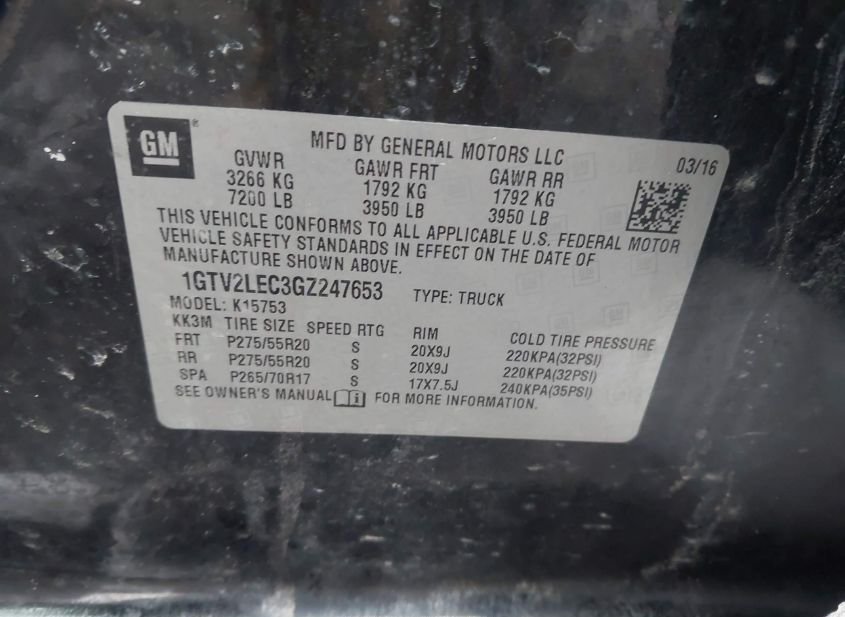 GM
MFD BY GENERAL MOTORS LLC
03/16
GVWR GAWR FRT GAWR RR
3266 KG 1792 KG 1792 KG
7200 LB 3950 LB 3950 LB
THIS VEHICLE CONFORMS TO ALL APPLICABLE U.S. FEDERAL MOTOR
VEHICLE SAFETY STANDARDS IN EFFECT ON THE DATE OF
MANUFACTURE SHOWN ABOVE.
1GTV2LEC3GZ247653 TYPE: TRUCK
MODEL: K15753
KK3M TIRE SIZE SPEED RTG RIM COLD TIRE PRESSURE
FRT P275/55R20 S 20X9J 220KPA(32PSI)
RR P275/55R20 S 20X9J 220KPA(32PSI)
SPA P265/70R17 S 17X7.5J 240KPA(35PSI)
SEE OWNER'S MANUAL i FOR MORE INFORMATION.